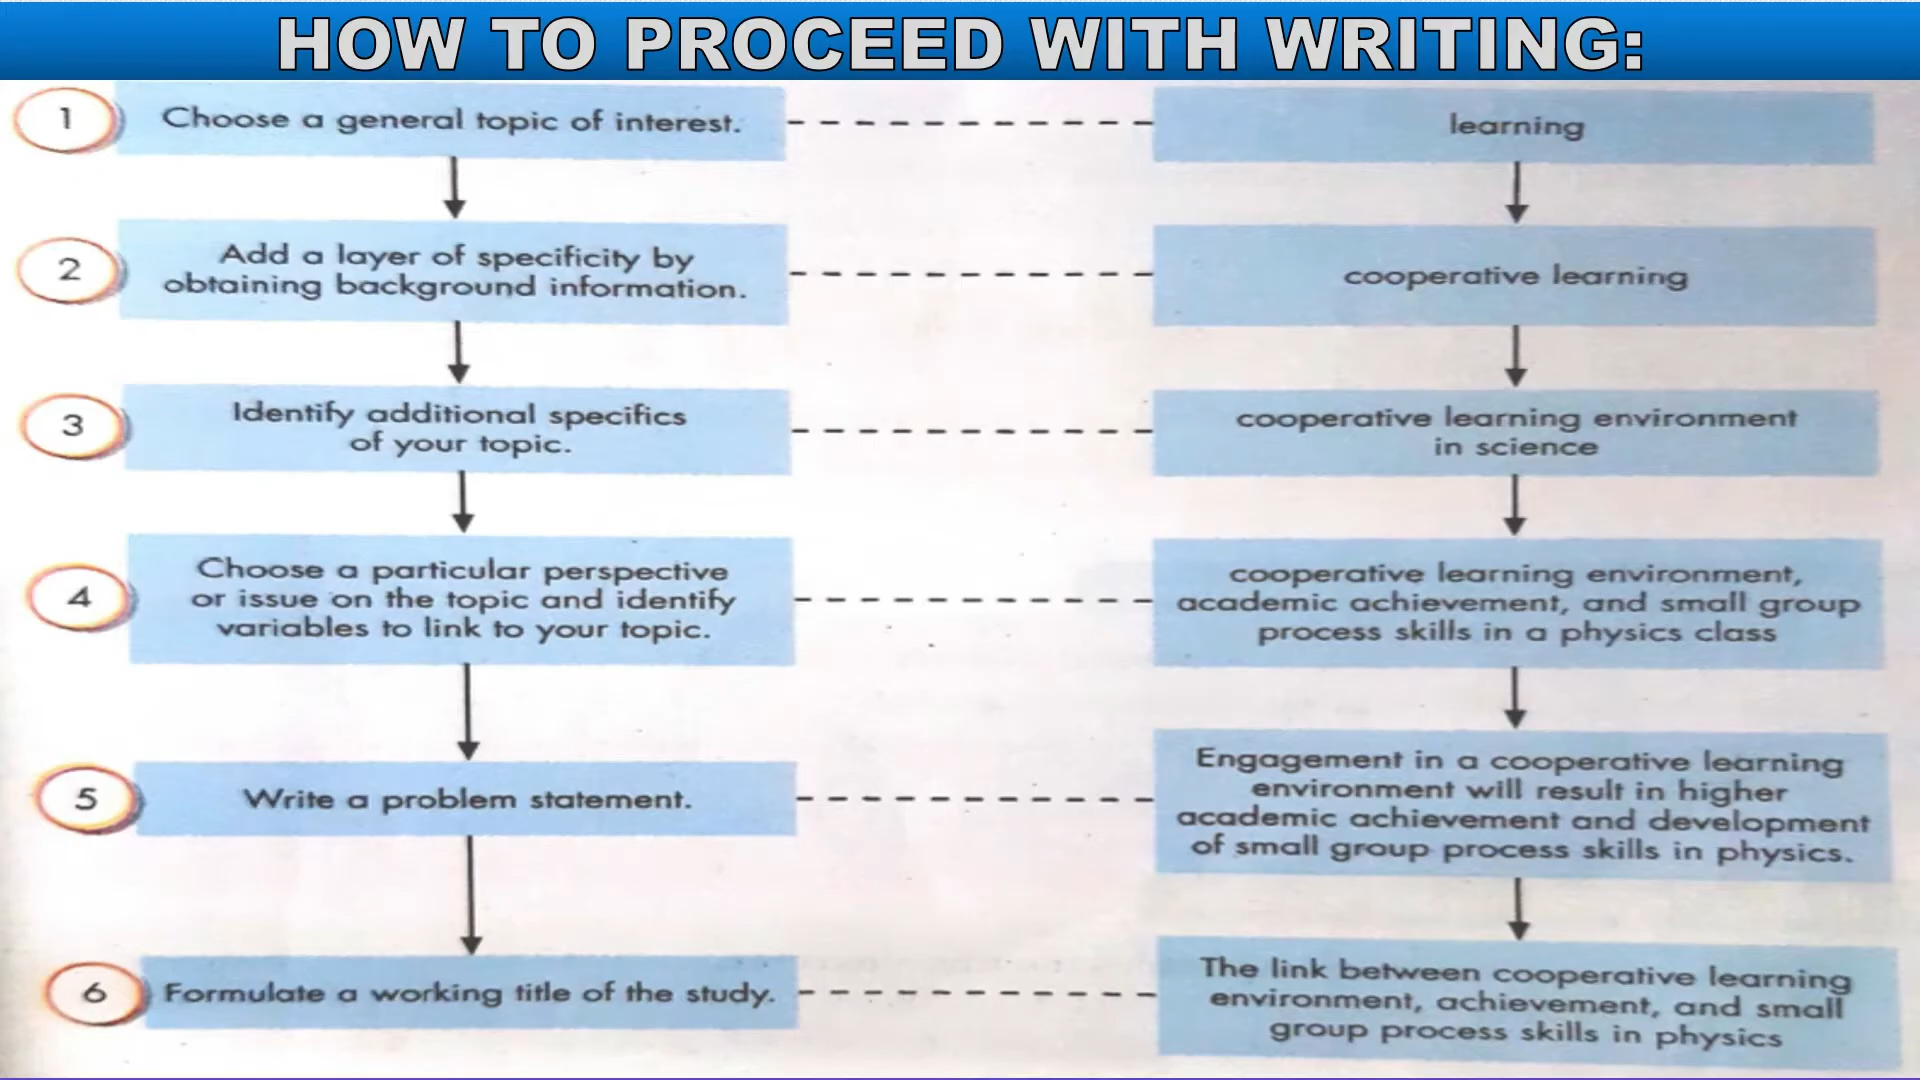 HOW TO PROCEED WITH WRITING:
1
Choose a general topic of interest.
learning
2
Add a layer of specificity by
obtaining background information.
cooperative learning
3
Identify additional specifics
of your topic.
cooperative learning environment
in science
4
Choose a particular perspective
or issue on the topic and identify
variables to link to your topic.
cooperative learning environment,
academic achievement, and small group
process skills in a physics class
5
Write a problem statement.
Engagement in a cooperative learning
environment will result in higher
academic achievement and development
of small group process skills in physics.
6
Formulate a working title of the study.
The link between cooperative learning
environment, achievement, and small
group process skills in physics